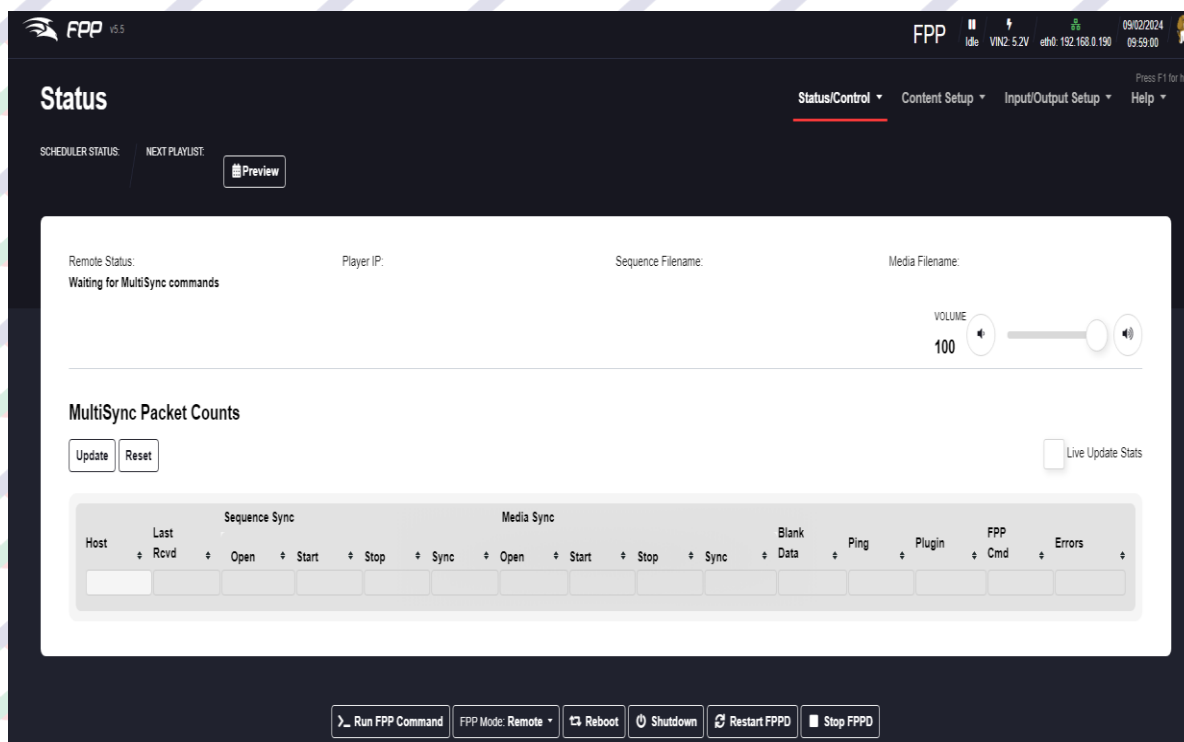 FPP v5.5
FPP Idle VIN2: 5.2V eth0: 192.168.0.190 09/02/2024 09:59:00
Press F1 for h
Status
Status/Control Content Setup Input/Output Setup Help
SCHEDULER STATUS: NEXT PLAYLIST:
Preview
Remote Status: Player IP: Sequence Filename: Media Filename:
Waiting for MultiSync commands
VOLUME
100
MultiSync Packet Counts
Update Reset Live Update Stats
Sequence Sync Media Sync
Host Last Rcvd Open Start Stop Sync Open Start Stop Sync Blank Data Ping Plugin FPP Cmd Errors
Run FPP Command FPP Mode: Remote Reboot Shutdown Restart FPPD Stop FPPD